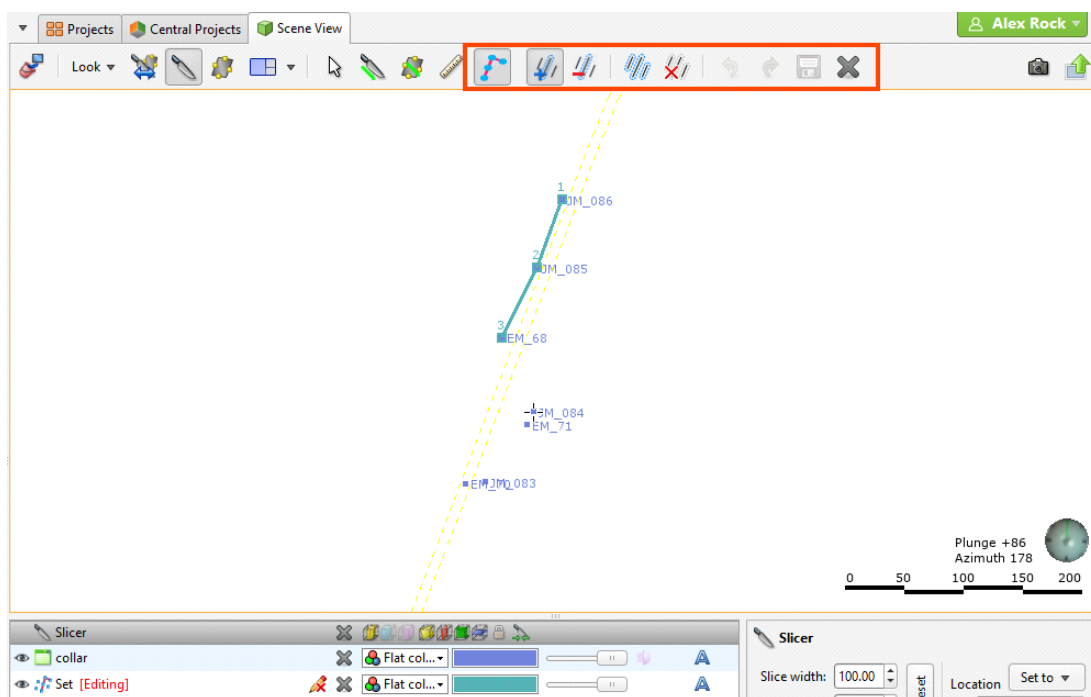 Projects Central Projects Scene View Alex Rock
Look
1
JM_086
2
JM_085
3
EM_68
JM_084
EM_71
EM_70 JM_083
Plunge +86
Azimuth 178
0 50 100 150 200
Slicer
Slicer
collar Flat col...
Slice width: 100.00 Location Set to
Set [Editing] Flat col...